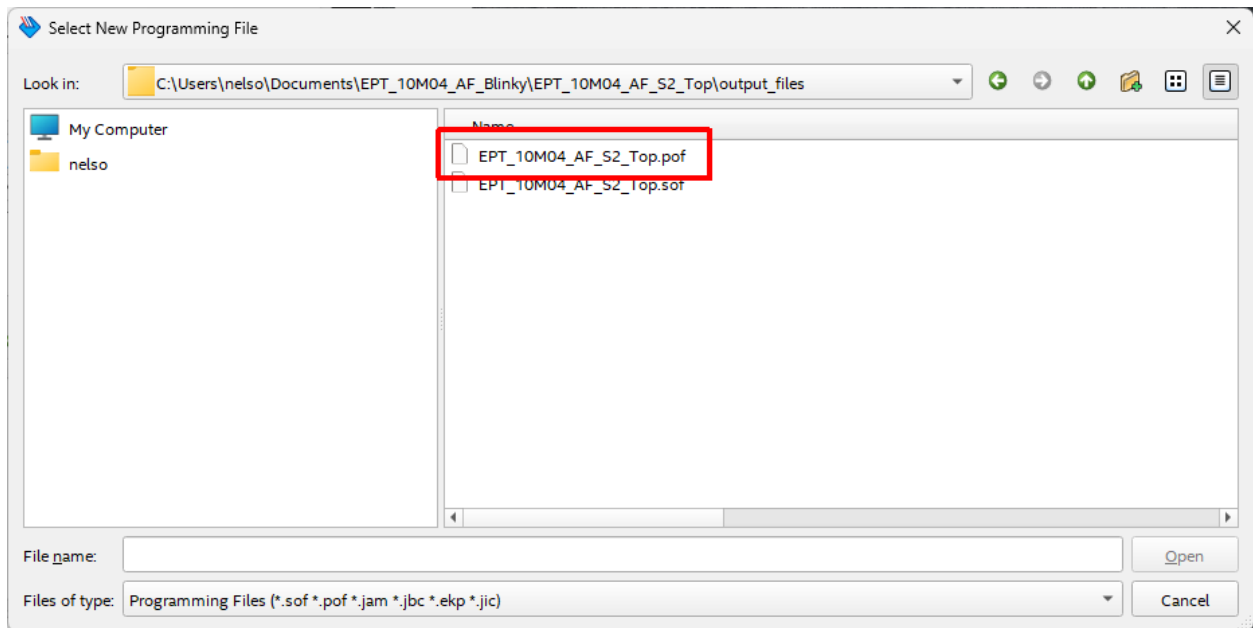 Select New Programming File
Look in: C:\Users\nelso\Documents\EPT_10M04_AF_Blinky\EPT_10M04_AF_S2_Top\output_files
My Computer
nelso
Name
EPT_10M04_AF_S2_Top.pof
EPT_10M04_AF_S2_Top.sof
File name:
Open
Files of type: Programming Files (*.sof *.pof *.jam *.jbc *.ekp *.jic)
Cancel